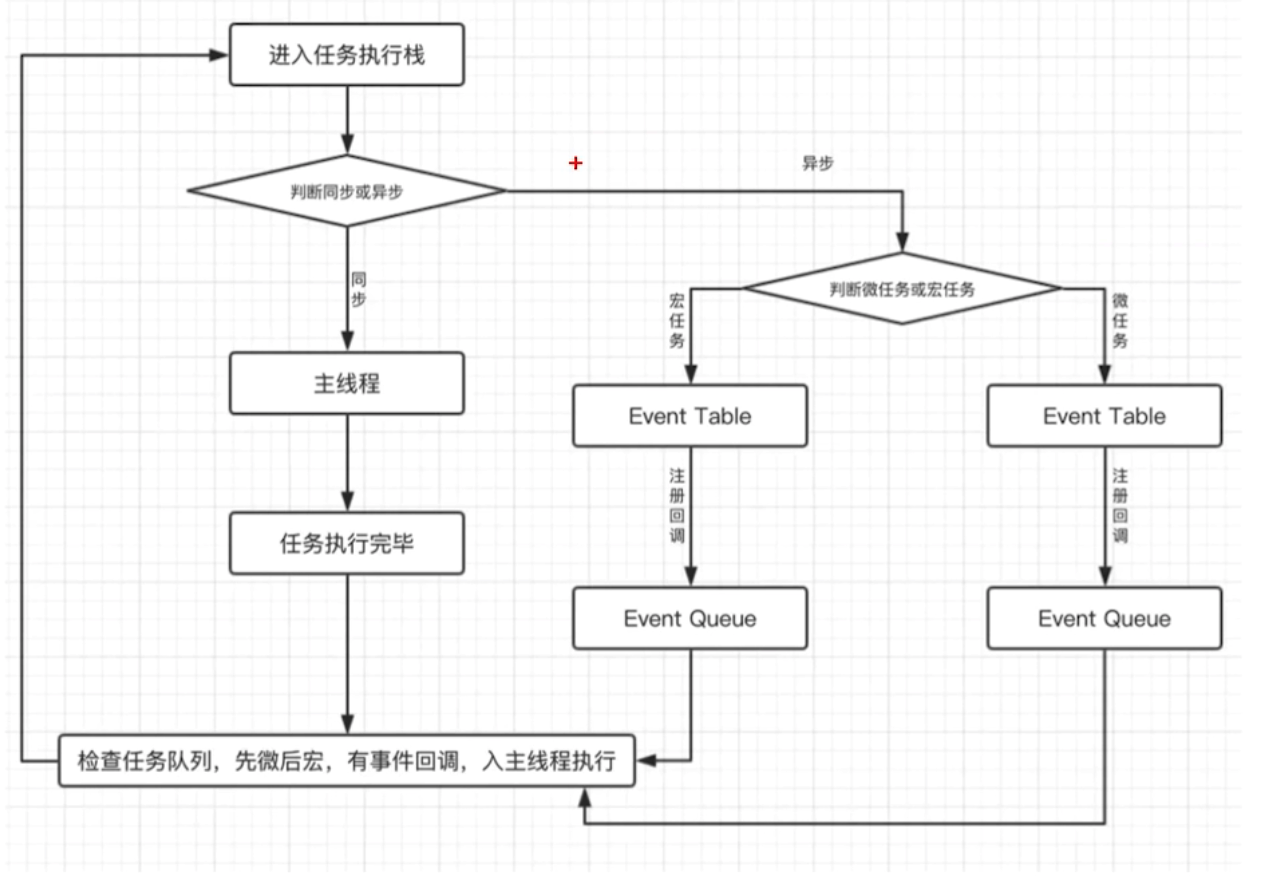 进入任务执行栈
判断同步或异步
异步
同步
判断微任务或宏任务
宏任务
微任务
主线程
Event Table
Event Table
注册回调
注册回调
任务执行完毕
Event Queue
Event Queue
检查任务队列，先微后宏，有事件回调，入主线程执行